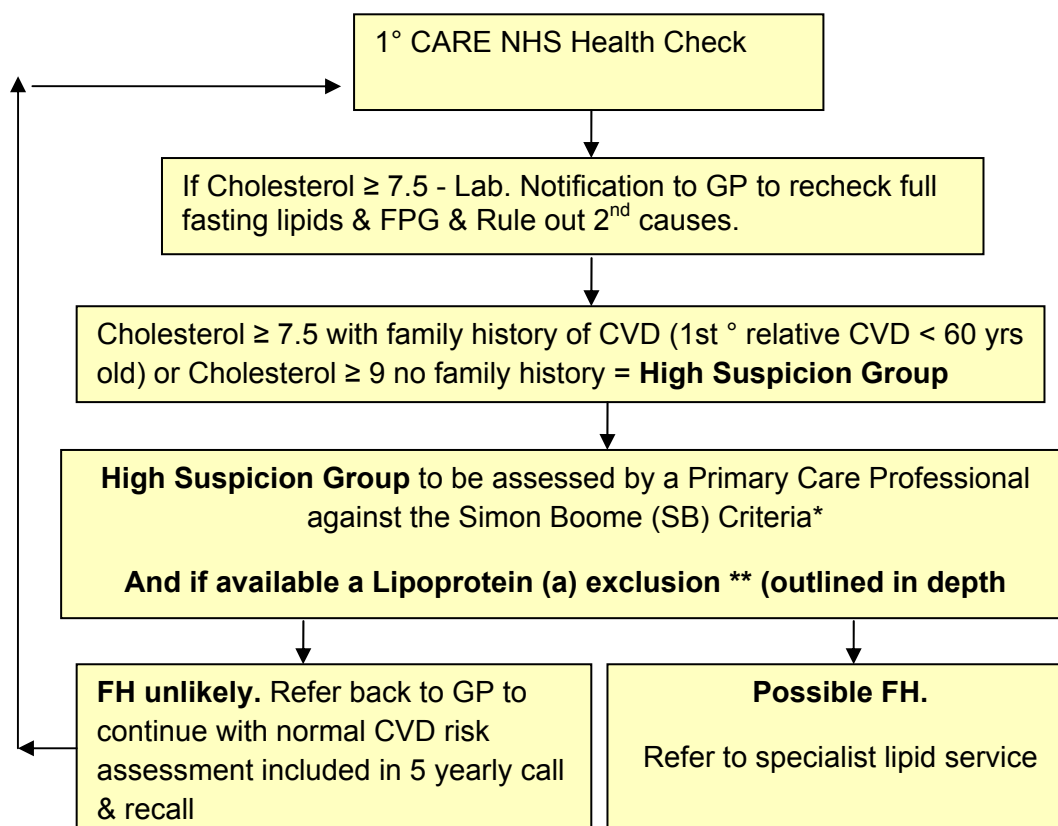 1° CARE NHS Health Check
If Cholesterol ≥ 7.5 - Lab. Notification to GP to recheck full
fasting lipids & FPG & Rule out 2nd causes.
Cholesterol ≥ 7.5 with family history of CVD (1st ° relative CVD < 60 yrs
old) or Cholesterol ≥ 9 no family history = High Suspicion Group
High Suspicion Group to be assessed by a Primary Care Professional
against the Simon Boome (SB) Criteria*
And if available a Lipoprotein (a) exclusion ** (outlined in depth
FH unlikely. Refer back to GP to
continue with normal CVD risk
assessment included in 5 yearly call
& recall
Possible FH.
Refer to specialist lipid service